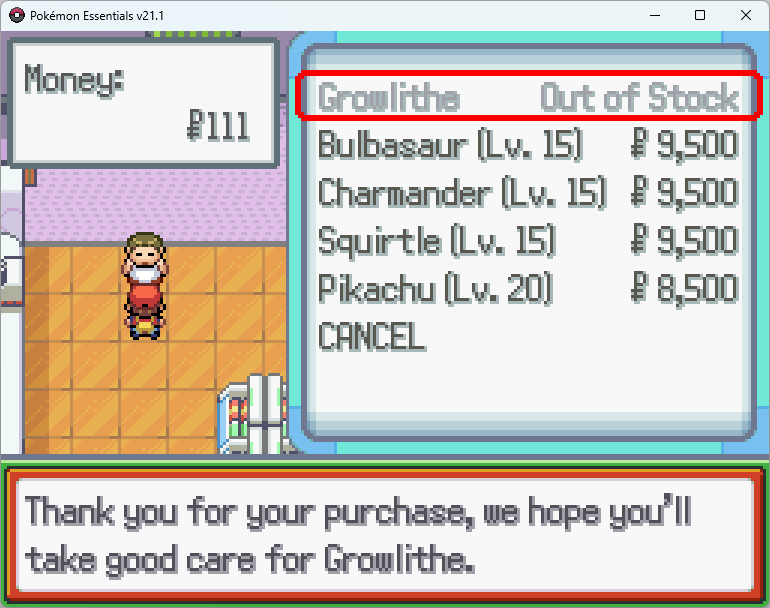 Pokémon Essentials v21.1
Money:
₽111
Growlithe Out of Stock
Bulbasaur (Lv. 15) ₽ 9,500
Charmander (Lv. 15) ₽ 9,500
Squirtle (Lv. 15) ₽ 9,500
Pikachu (Lv. 20) ₽ 8,500
CANCEL
Thank you for your purchase, we hope you'll
take good care for Growlithe.